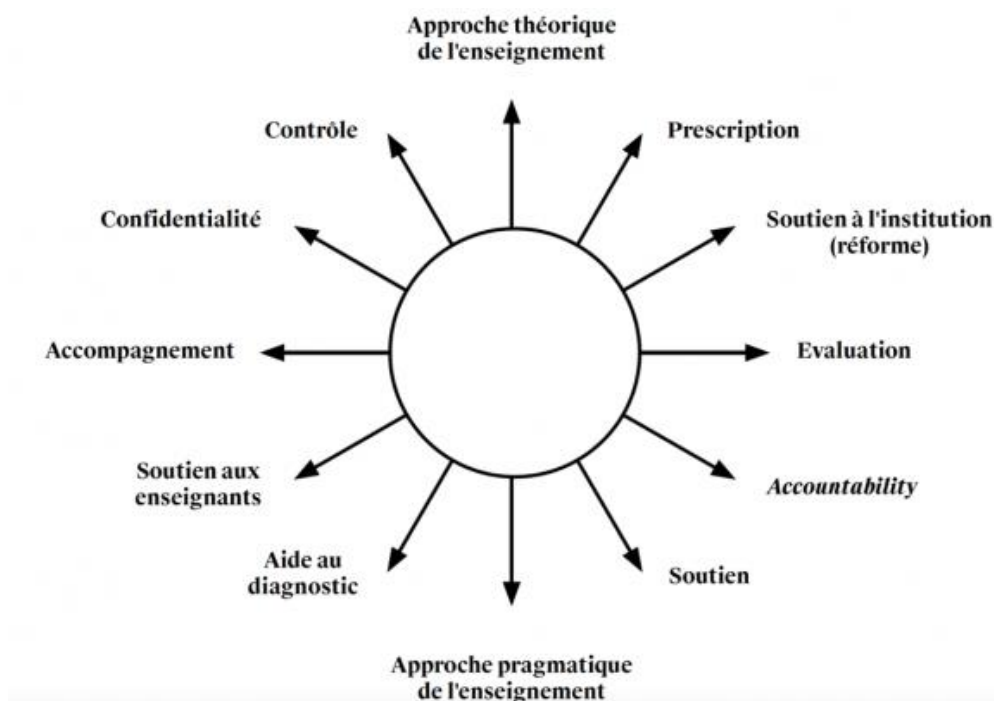 Approche théorique
de l'enseignement
Contrôle
Prescription
Confidentialité
Soutien à l'institution
(réforme)
Accompagnement
Evaluation
Soutien aux
enseignants
Accountability
Aide au
diagnostic
Soutien
Approche pragmatique
de l'enseignement